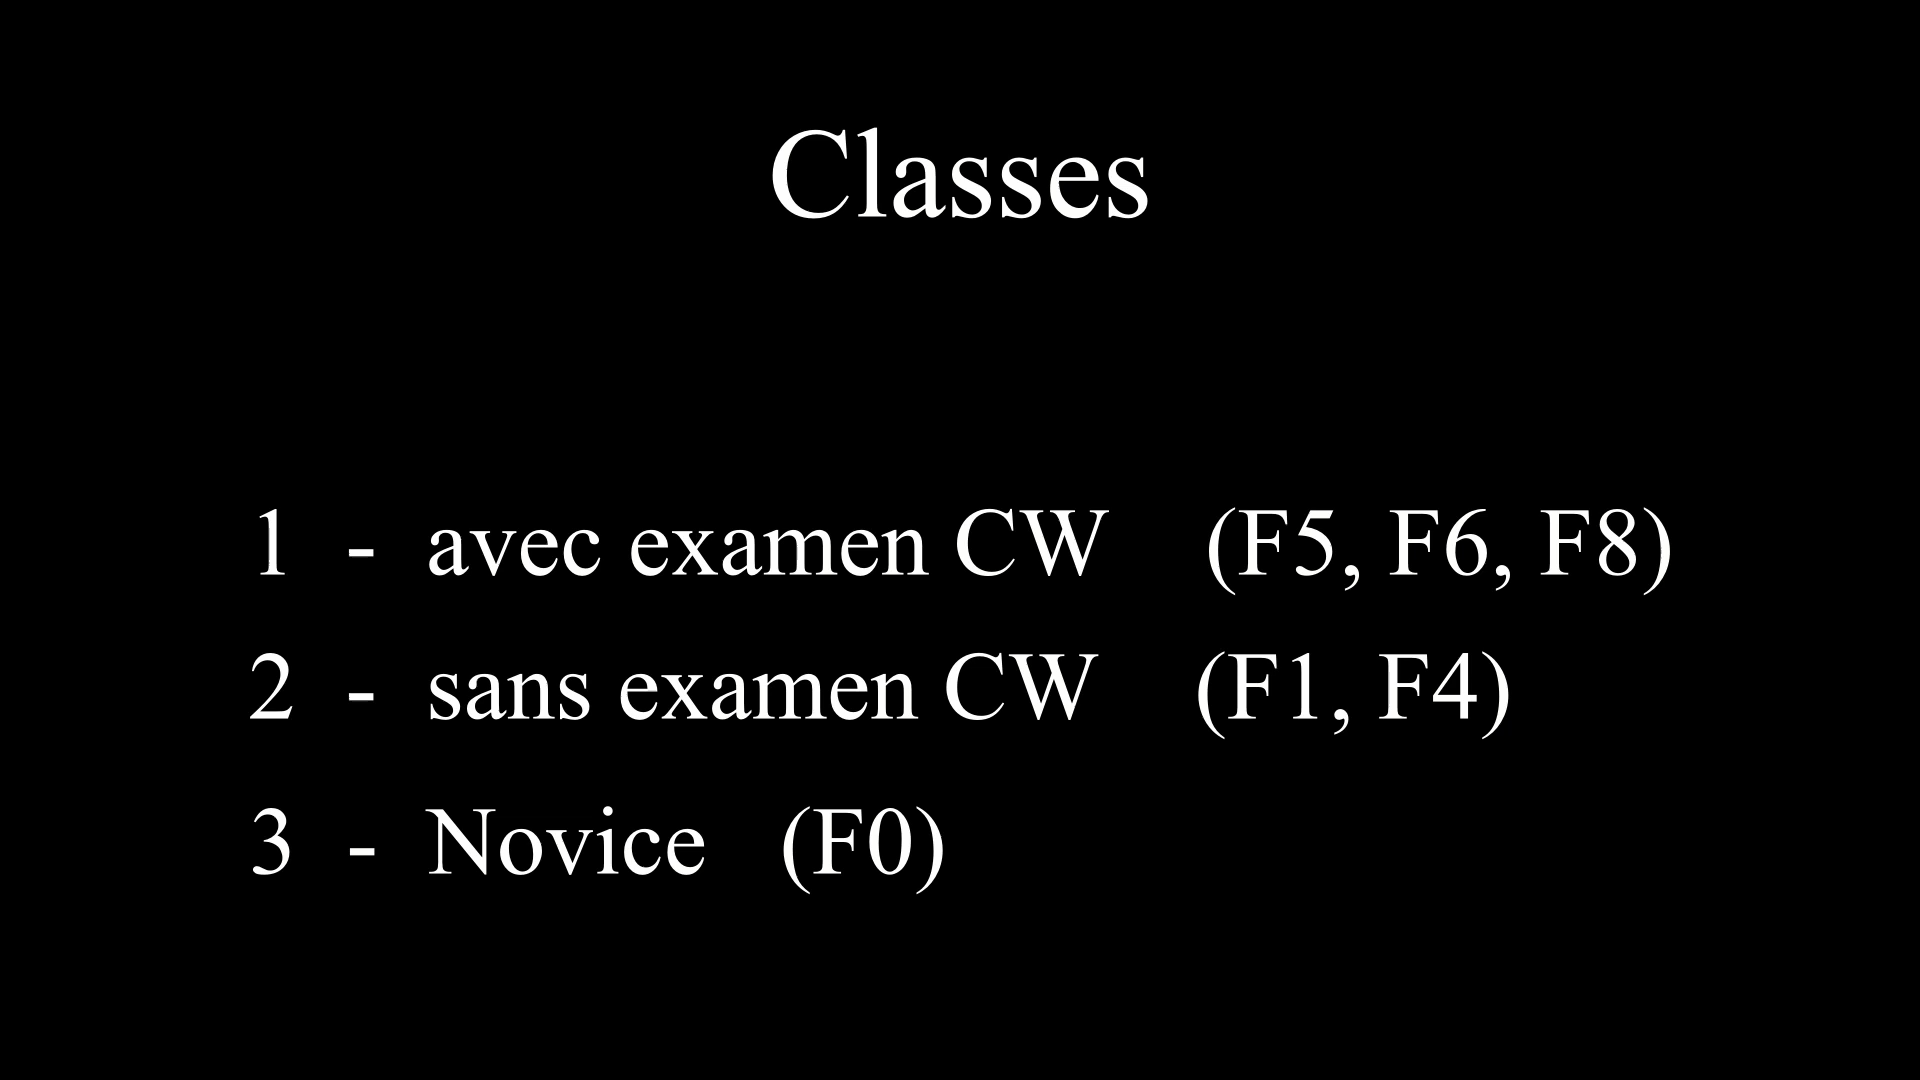 Classes
1 - avec examen CW (F5, F6, F8)
2 - sans examen CW (F1, F4)
3 - Novice (F0)